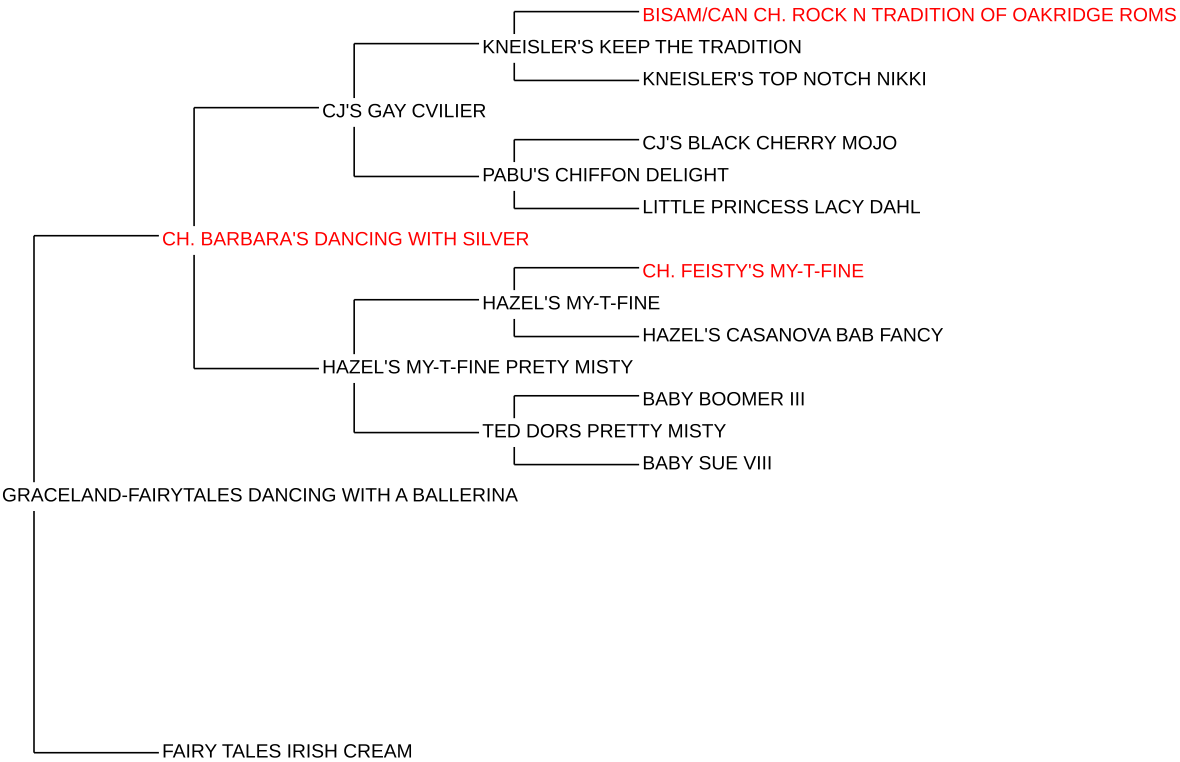 BISAM/CAN CH. ROCK N TRADITION OF OAKRIDGE ROMS
KNEISLER'S KEEP THE TRADITION
KNEISLER'S TOP NOTCH NIKKI
CJ'S GAY CVILIER
CJ'S BLACK CHERRY MOJO
PABU'S CHIFFON DELIGHT
LITTLE PRINCESS LACY DAHL
CH. BARBARA'S DANCING WITH SILVER
CH. FEISTY'S MY-T-FINE
HAZEL'S MY-T-FINE
HAZEL'S CASANOVA BAB FANCY
HAZEL'S MY-T-FINE PRETY MISTY
BABY BOOMER III
TED DORS PRETTY MISTY
BABY SUE VIII
GRACELAND-FAIRYTALES DANCING WITH A BALLERINA
FAIRY TALES IRISH CREAM